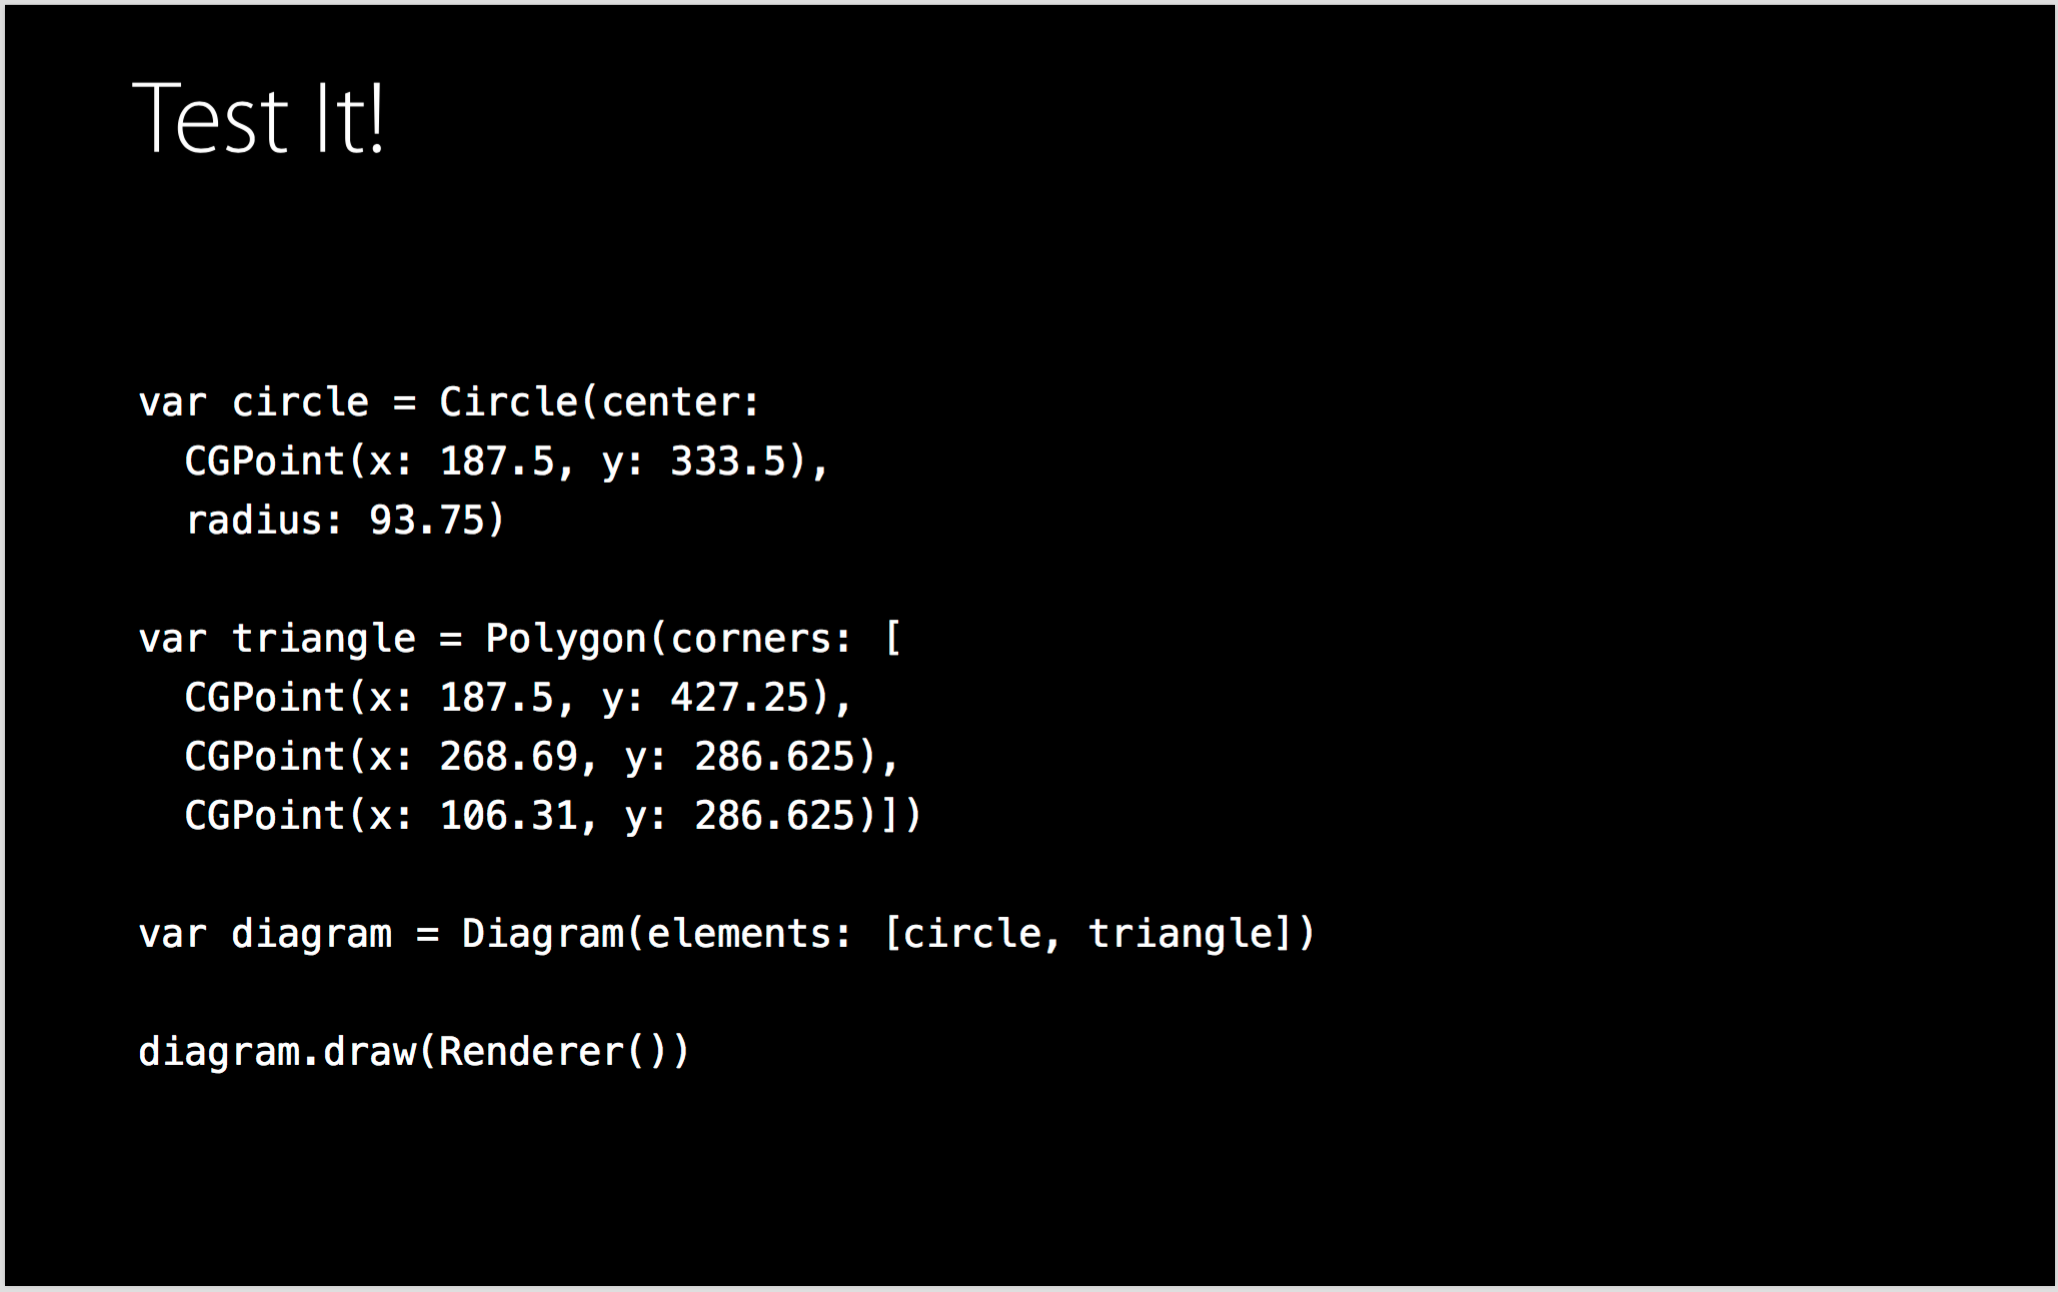 Test It!
var circle = Circle(center:
  CGPoint(x: 187.5, y: 333.5),
  radius: 93.75)
var triangle = Polygon(corners: [
  CGPoint(x: 187.5, y: 427.25),
  CGPoint(x: 268.69, y: 286.625),
  CGPoint(x: 106.31, y: 286.625)])
var diagram = Diagram(elements: [circle, triangle])
diagram.draw(Renderer())